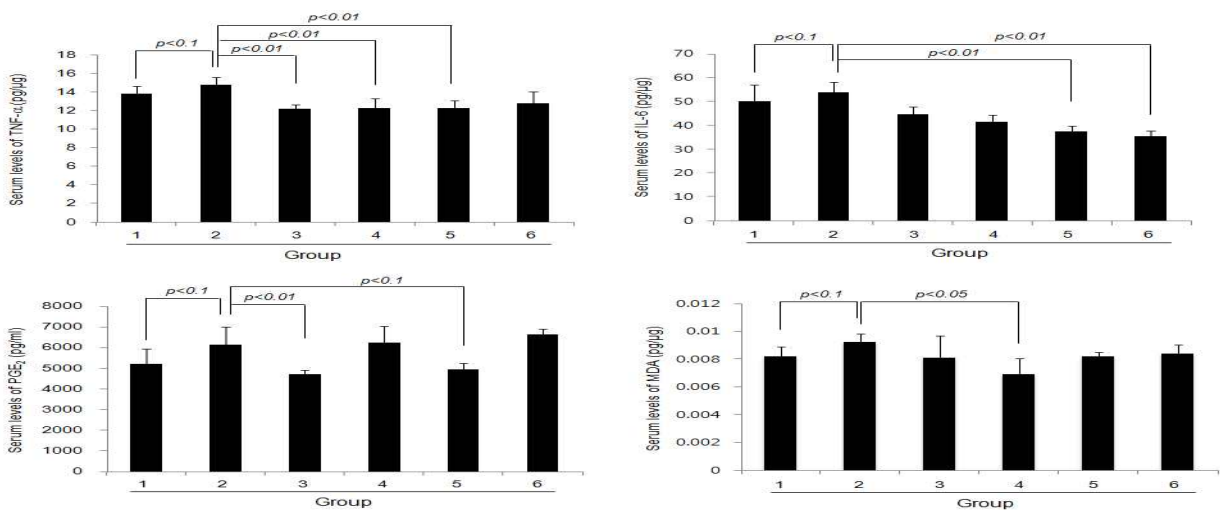 p<0.01
p<0.01
p<0.1
p<0.01
18
16
14
12
10
8
6
4
2
0
Serum levels of TNF-α(pg/μg)
1 2 3 4 5 6
Group
p<0.1
p<0.01
p<0.01
70
60
50
40
30
20
10
0
Serum levels of IL-6 (pg/μg)
1 2 3 4 5 6
Group
p<0.1
p<0.1
p<0.01
8000
7000
6000
5000
4000
3000
2000
1000
0
Serum levels of PGE₂ (pg/ml)
1 2 3 4 5 6
Group
p<0.1
p<0.05
0.012
0.01
0.008
0.006
0.004
0.002
0
Serum levels of MDA (pg/μg)
1 2 3 4 5 6
Group